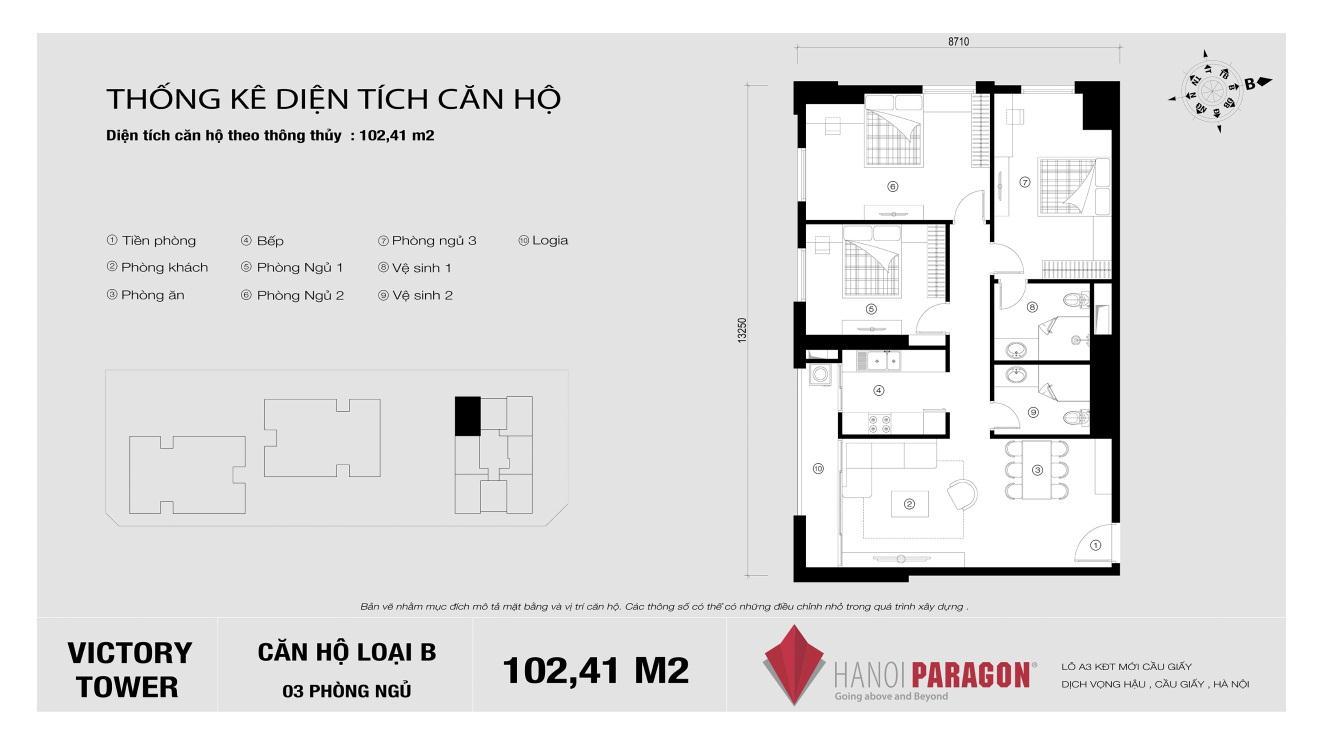 THỐNG KÊ DIỆN TÍCH CĂN HỘ
Diện tích căn hộ theo thông thủy : 102,41 m2
① Tiền phòng
② Phòng khách
③ Phòng ăn
④ Bếp
⑤ Phòng Ngủ 1
⑥ Phòng Ngủ 2
⑦ Phòng ngủ 3
⑧ Vệ sinh 1
⑨ Vệ sinh 2
⑩ Logia
8710
13250
B
⑥
⑦
⑤
⑧
④
⑨
⑩
③
②
①
Bản vẽ nhằm mục đích mô tả mặt bằng và vị trí căn hộ. Các thông số có thể có những điều chỉnh nhỏ trong quá trình xây dựng .
VICTORY
TOWER
CĂN HỘ LOẠI B
03 PHÒNG NGỦ
102,41 M2
HANOI PARAGON®
Going above and Beyond
LÔ A3 KĐT MỚI CẦU GIẤY
DỊCH VỌNG HẬU , CẦU GIẤY , HÀ NỘI